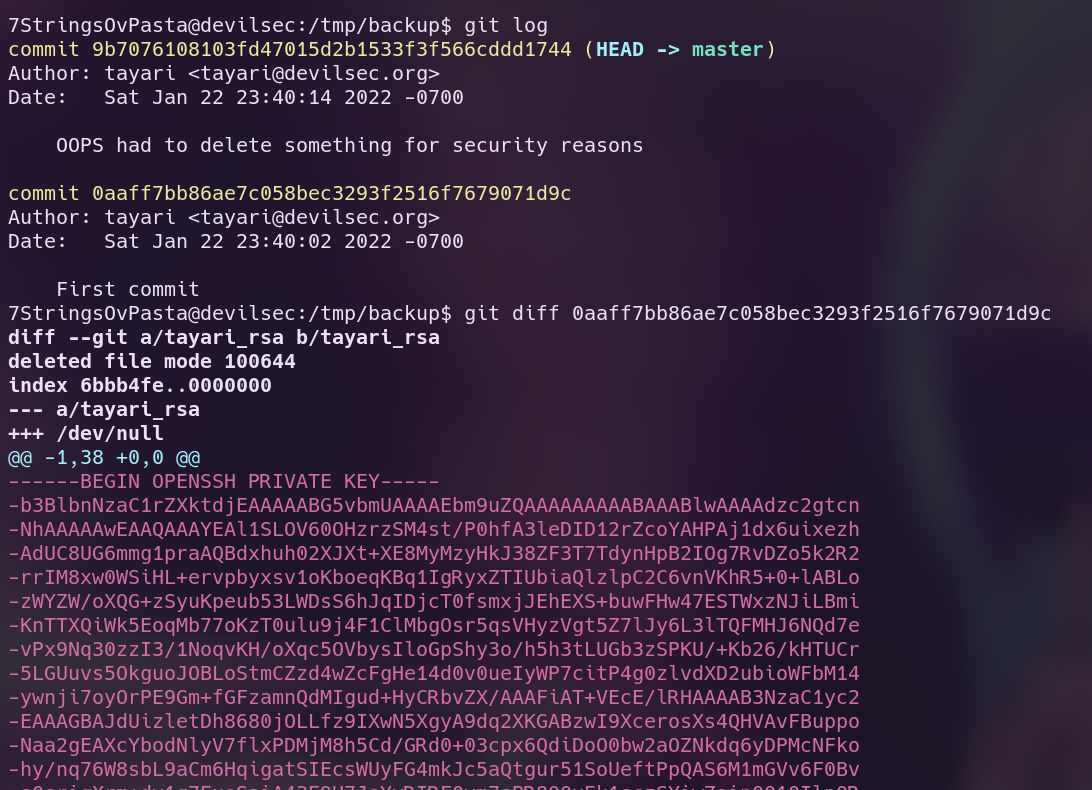 7StringsOvPasta@devilsec:/tmp/backup$ git log
commit 9b7076108103fd47015d2b1533f3f566cddd1744 (HEAD -> master)
Author: tayari <tayari@devilsec.org>
Date:   Sat Jan 22 23:40:14 2022 -0700
OOPS had to delete something for security reasons
commit 0aaff7bb86ae7c058bec3293f2516f7679071d9c
Author: tayari <tayari@devilsec.org>
Date:   Sat Jan 22 23:40:02 2022 -0700
First commit
7StringsOvPasta@devilsec:/tmp/backup$ git diff 0aaff7bb86ae7c058bec3293f2516f7679071d9c
diff --git a/tayari_rsa b/tayari_rsa
deleted file mode 100644
index 6bbb4fe..0000000
--- a/tayari_rsa
+++ /dev/null
@@ -1,38 +0,0 @@
------BEGIN OPENSSH PRIVATE KEY-----
-b3BlbnNzaC1rZXktdjEAAAAABG5vbmUAAAAEbm9uZQAAAAAAAAABAAABlwAAAAdzc2gtcn
-NhAAAAAwEAAQAAAYEAl1SLOV60OHzrzSM4st/P0hfA3leDID12rZcoYAHPAj1dx6uixezh
-AdUC8UG6mmg1praAQBdxhuh02XJXt+XE8MyMzyHkJ38ZF3T7TdynHpB2IOg7RvDZo5k2R2
-rrIM8xw0WSiHL+ervpbyxsv1oKboeqKBq1IgRyxZTIUbiaQlzlpC2C6vnVKhR5+0+lABLo
-zWYZW/oXQG+zSyuKpeub53LWDsS6hJqIDjcT0fsmxjJEhEXS+buwFHw47ESTWxzNJiLBmi
-KnTTXQiWk5EoqMb77oKzT0ulu9j4F1ClMbgOsr5qsVHyzVgt5Z7lJy6L3lTQFMHJ6NQd7e
-vPx9Nq30zzI3/1NoqvKH/oXqc5OVbysIloGpShy3o/h5h3tLUGb3zSPKU/+Kb26/kHTUCr
-5LGUuvs5OkguoJOBLoStmCZzd4wZcFgHe14d0v0ueIyWP7citP4g0zlvdXD2ubioWFbM14
-ywnji7oyOrPE9Gm+fGFzamnQdMIgud+HyCRbvZX/AAAFiAT+VEcE/lRHAAAAB3NzaC1yc2
-EAAAGBAJdUizletDh8680jOLLfz9IXwN5XgyA9dq2XKGABzwI9XcerosXs4QHVAvFBuppo
-Naa2gEAXcYbodNlyV7flxPDMjM8h5Cd/GRd0+03cpx6QdiDoO0bw2aOZNkdq6yDPMcNFko
-hy/nq76W8sbL9aCm6HqigatSIEcsWUyFG4mkJc5aQtgur51SoUeftPpQAS6M1mGVv6F0Bv